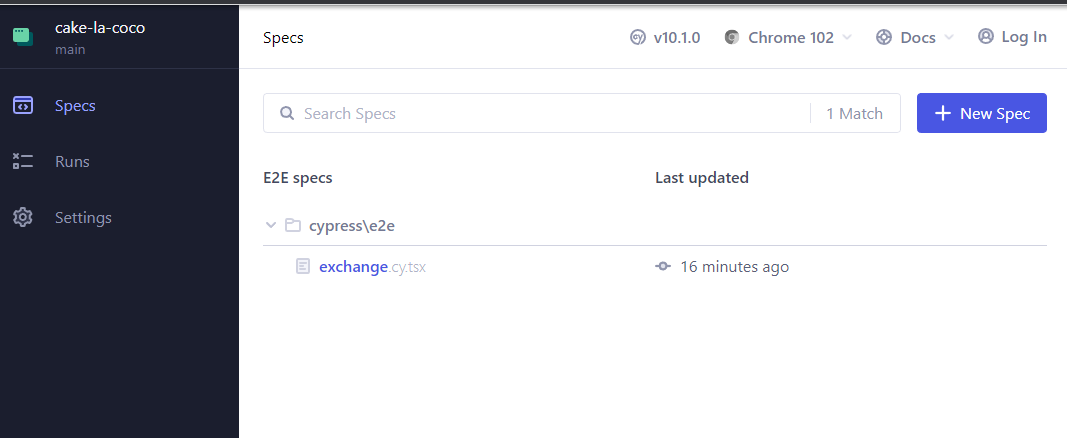 cake-la-coco
main
Specs
Runs
Settings
Specs
v10.1.0
Chrome 102
Docs
Log In
Search Specs
1 Match
New Spec
E2E specs
Last updated
cypress\e2e
exchange.cy.tsx
16 minutes ago